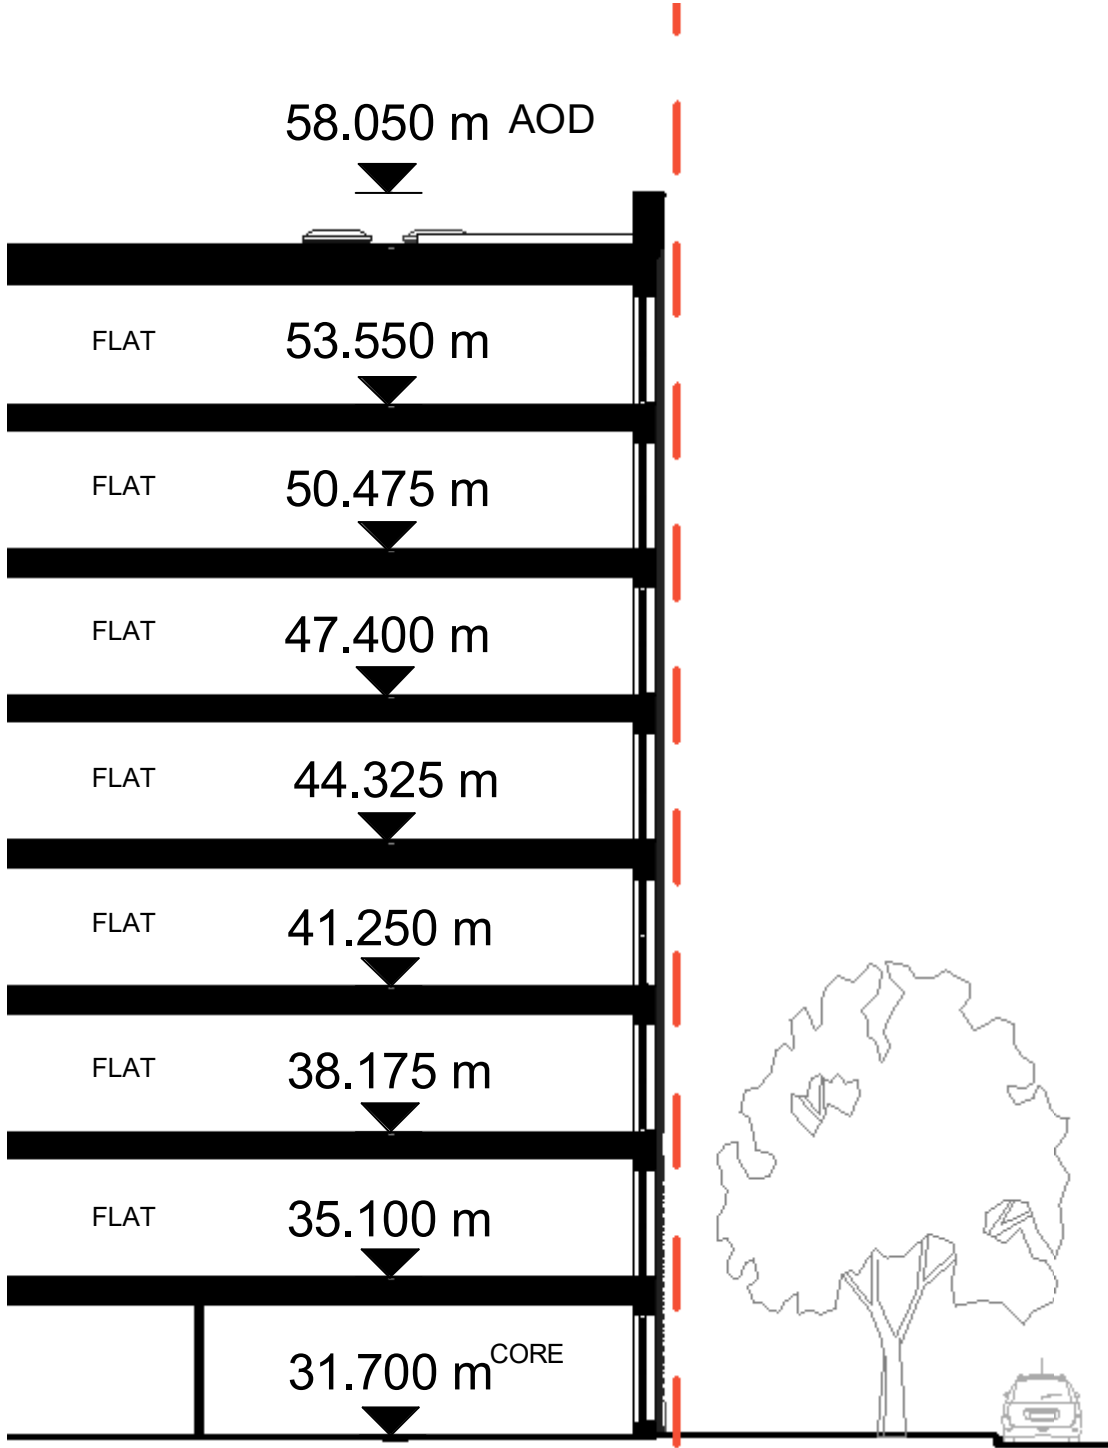 58.050 m AOD
FLAT 53.550 m
FLAT 50.475 m
FLAT 47.400 m
FLAT 44.325 m
FLAT 41.250 m
FLAT 38.175 m
FLAT 35.100 m
31.700 m CORE